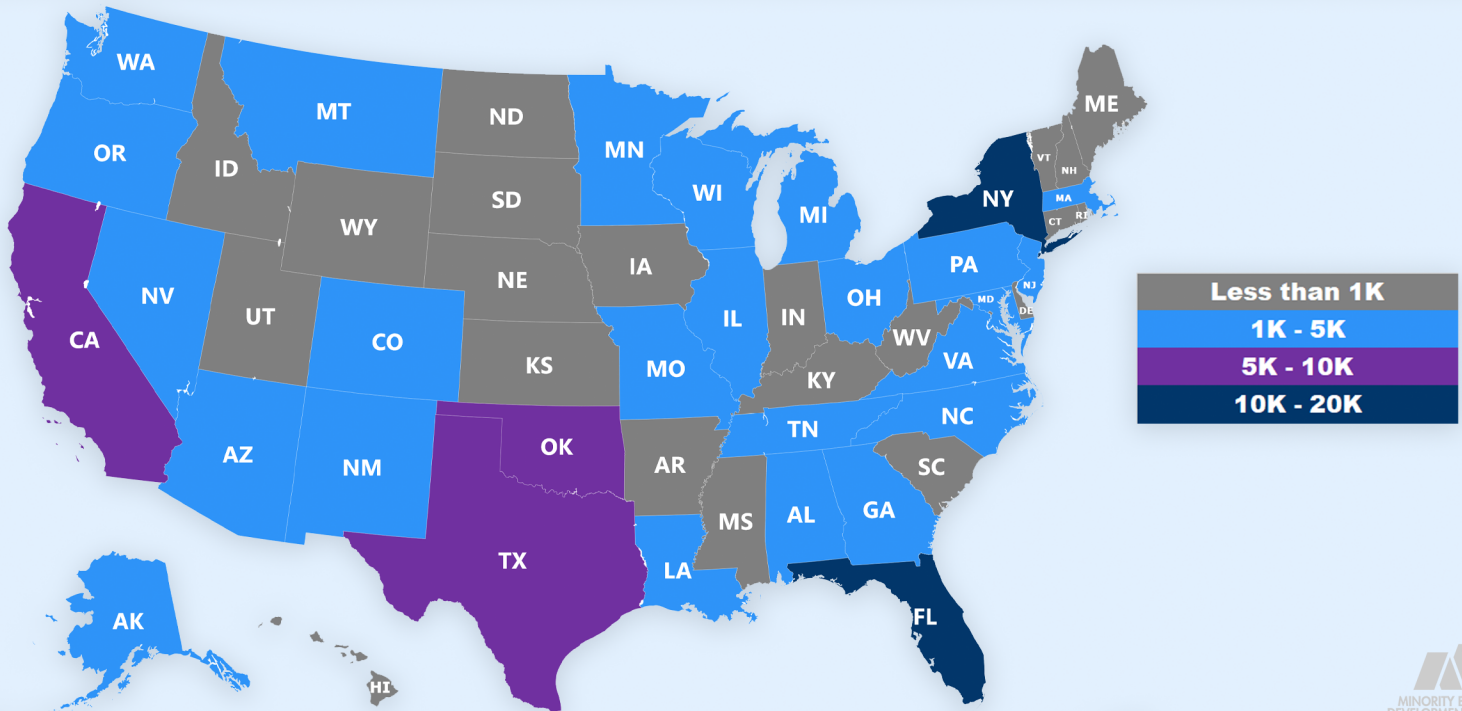 WA
MT
ND
MN
OR
ID
SD
WI
MI
ME
VT
NH
NY
MA
CT
RI
WY
IA
NE
PA
NJ
NV
UT
CO
CA
IL
IN
OH
MD
DE
WV
VA
KS
MO
KY
NC
TN
OK
AZ
NM
AR
SC
MS
AL
GA
TX
LA
FL
AK
HI
Less than 1K
1K - 5K
5K - 10K
10K - 20K
MINORITY